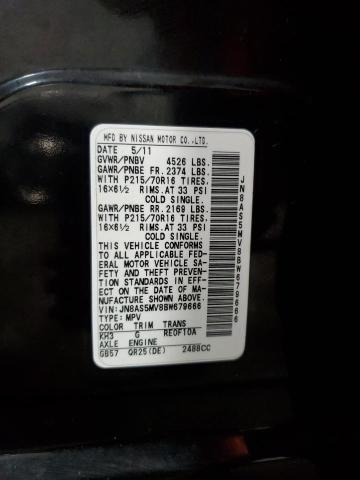 MFD BY NISSAN MOTOR CO.,LTD.
DATE 5/11
GVWR/PNBV 4526 LBS.
GAWR/PNBE FR. 2374 LBS.
WITH P215/70R16 TIRES,
16X6½ RIMS.AT 33 PSI
COLD SINGLE.
GAWR/PNBE RR. 2169 LBS.
WITH P215/70R16 TIRES,
16X6½ RIMS.AT 33 PSI
COLD SINGLE.
THIS VEHICLE CONFORMS
TO ALL APPLICABLE FED-
ERAL MOTOR VEHICLE SA-
FETY AND THEFT PREVENTION
STANDARDS IN EFF-
ECT ON THE DATE OF MA-
NUFACTURE SHOWN ABOVE.
VIN:JN8AS5MV8BW679666
TYPE:MPV
COLOR TRIM TRANS
KH3 G REOF10A
AXLE ENGINE
GB57 QR25(DE) 2488CC
JN8AS5MV8BW679666